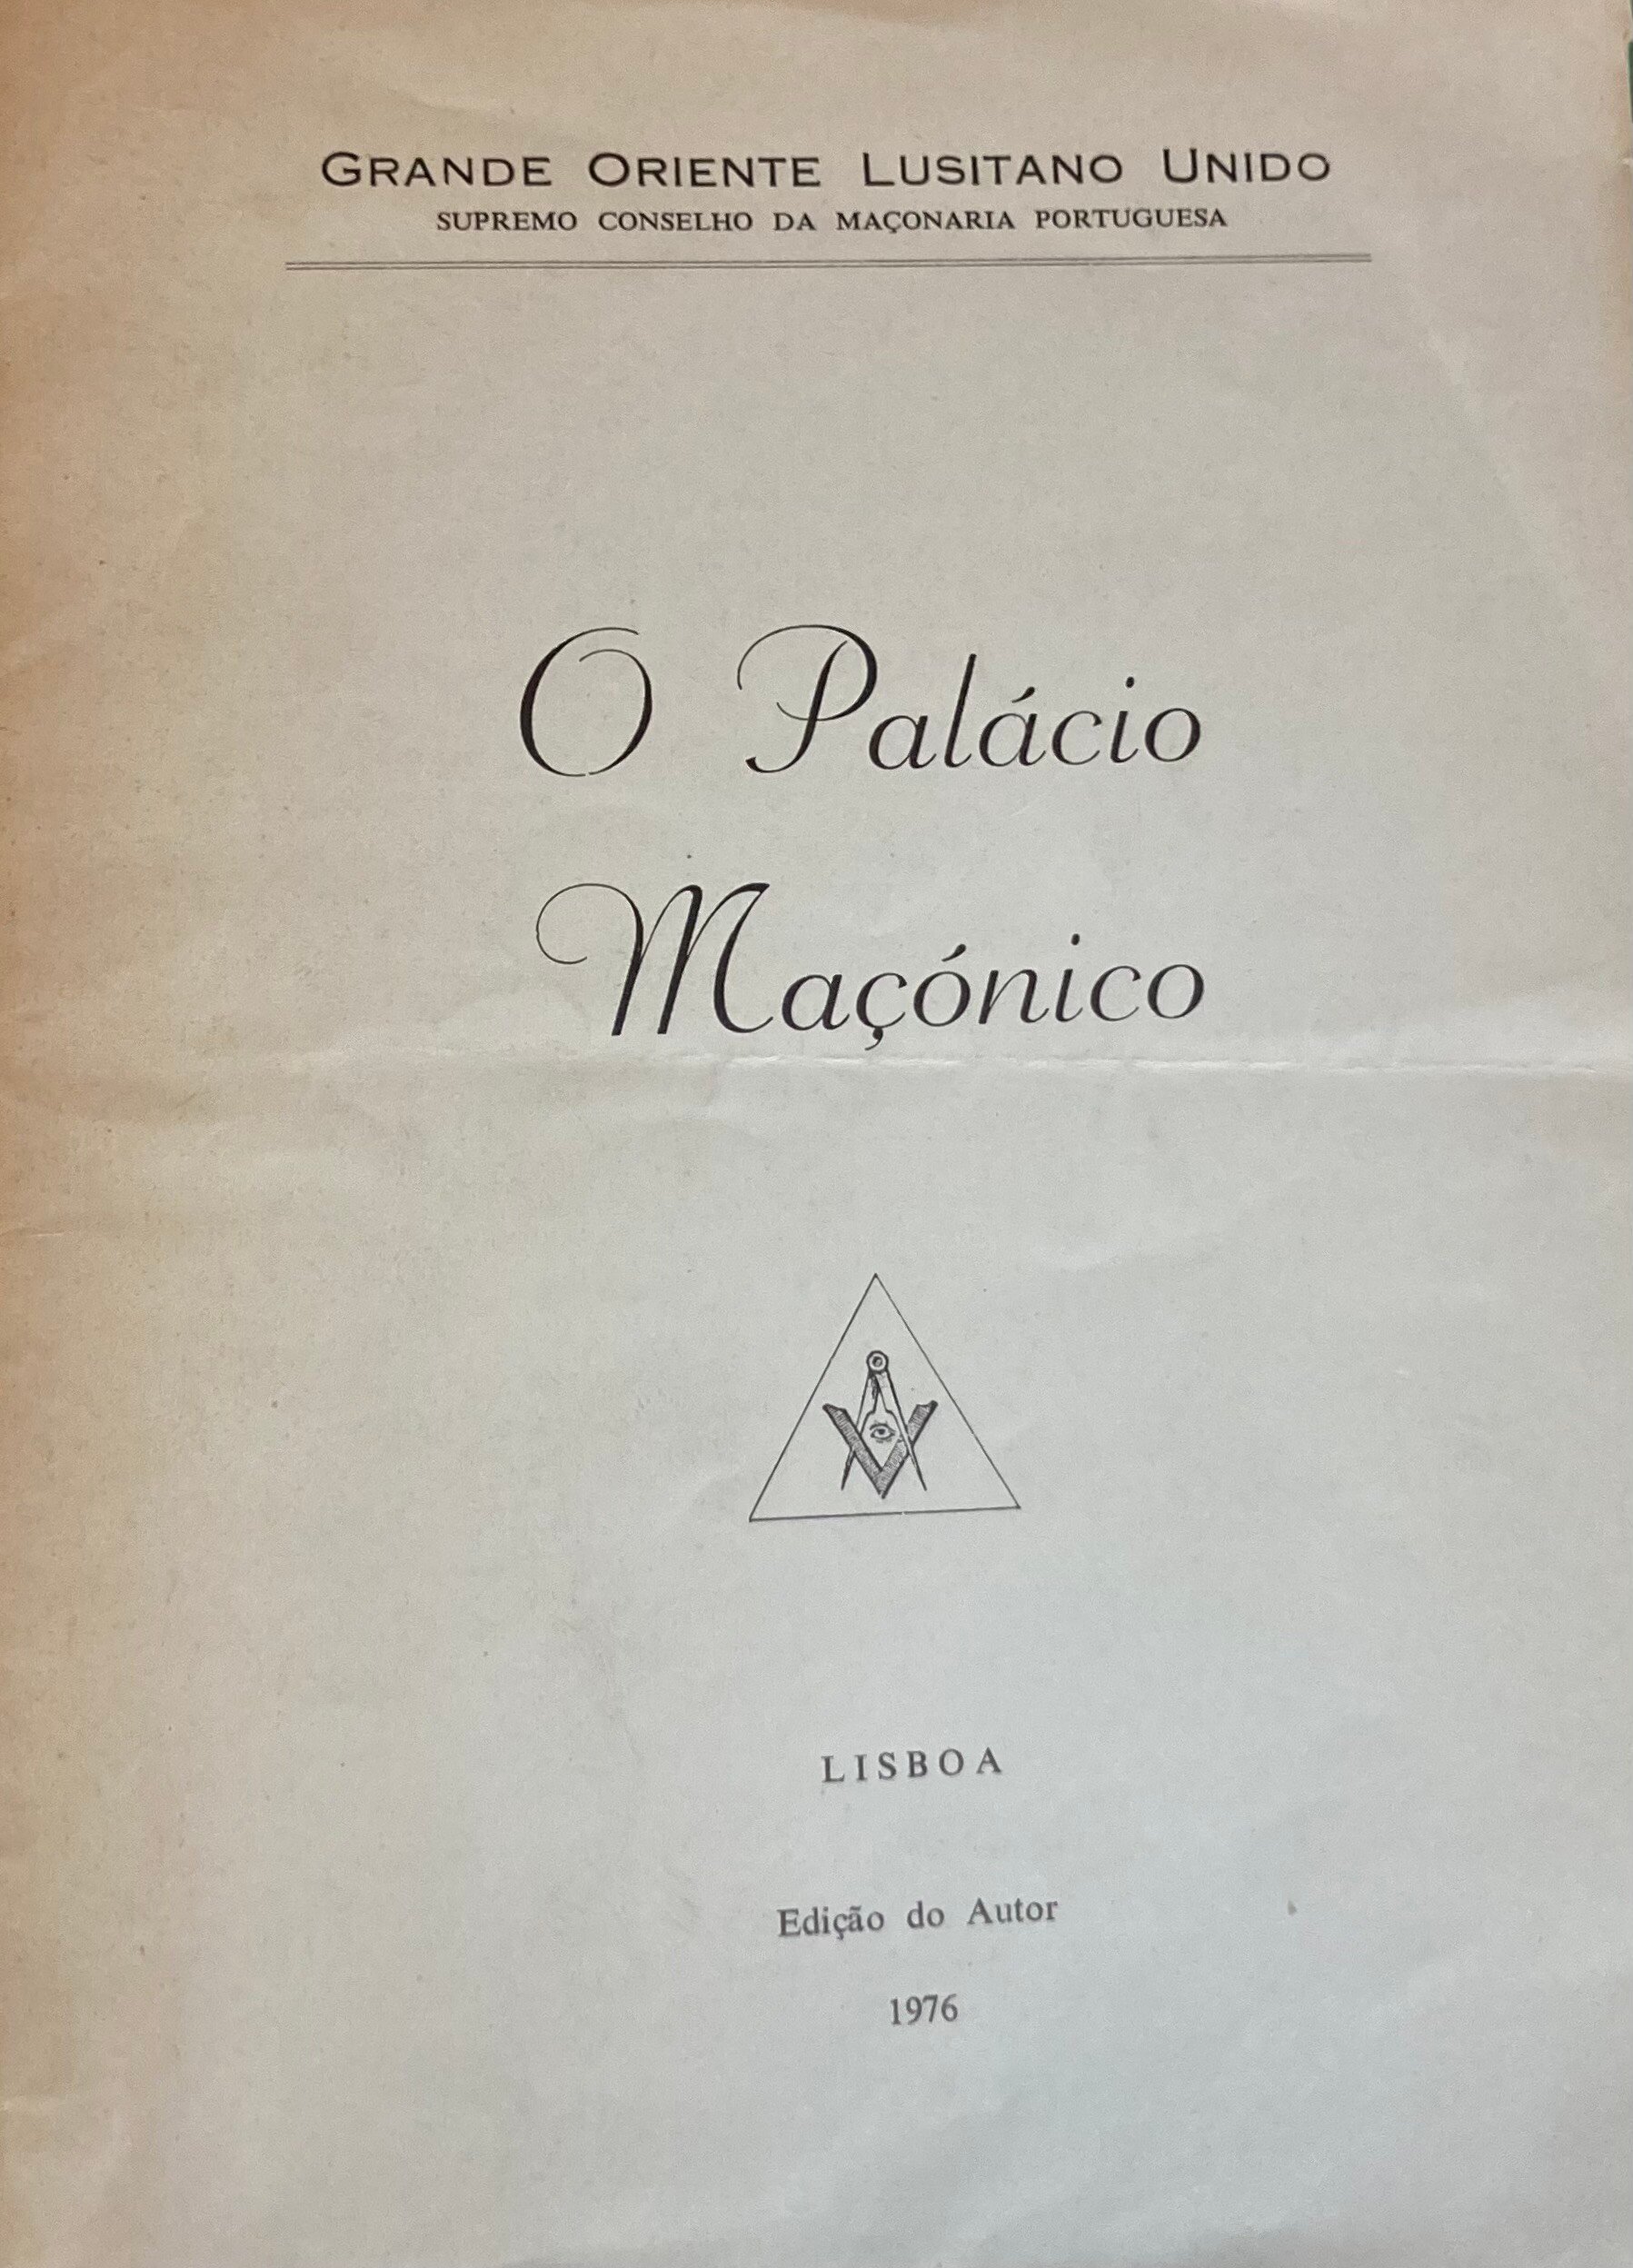 GRANDE ORIENTE LUSITANO UNIDO
SUPREMO CONSELHO DA MAÇONARIA PORTUGUESA
O Palácio
Maçónico
LISBOA
Edição do Autor
1976